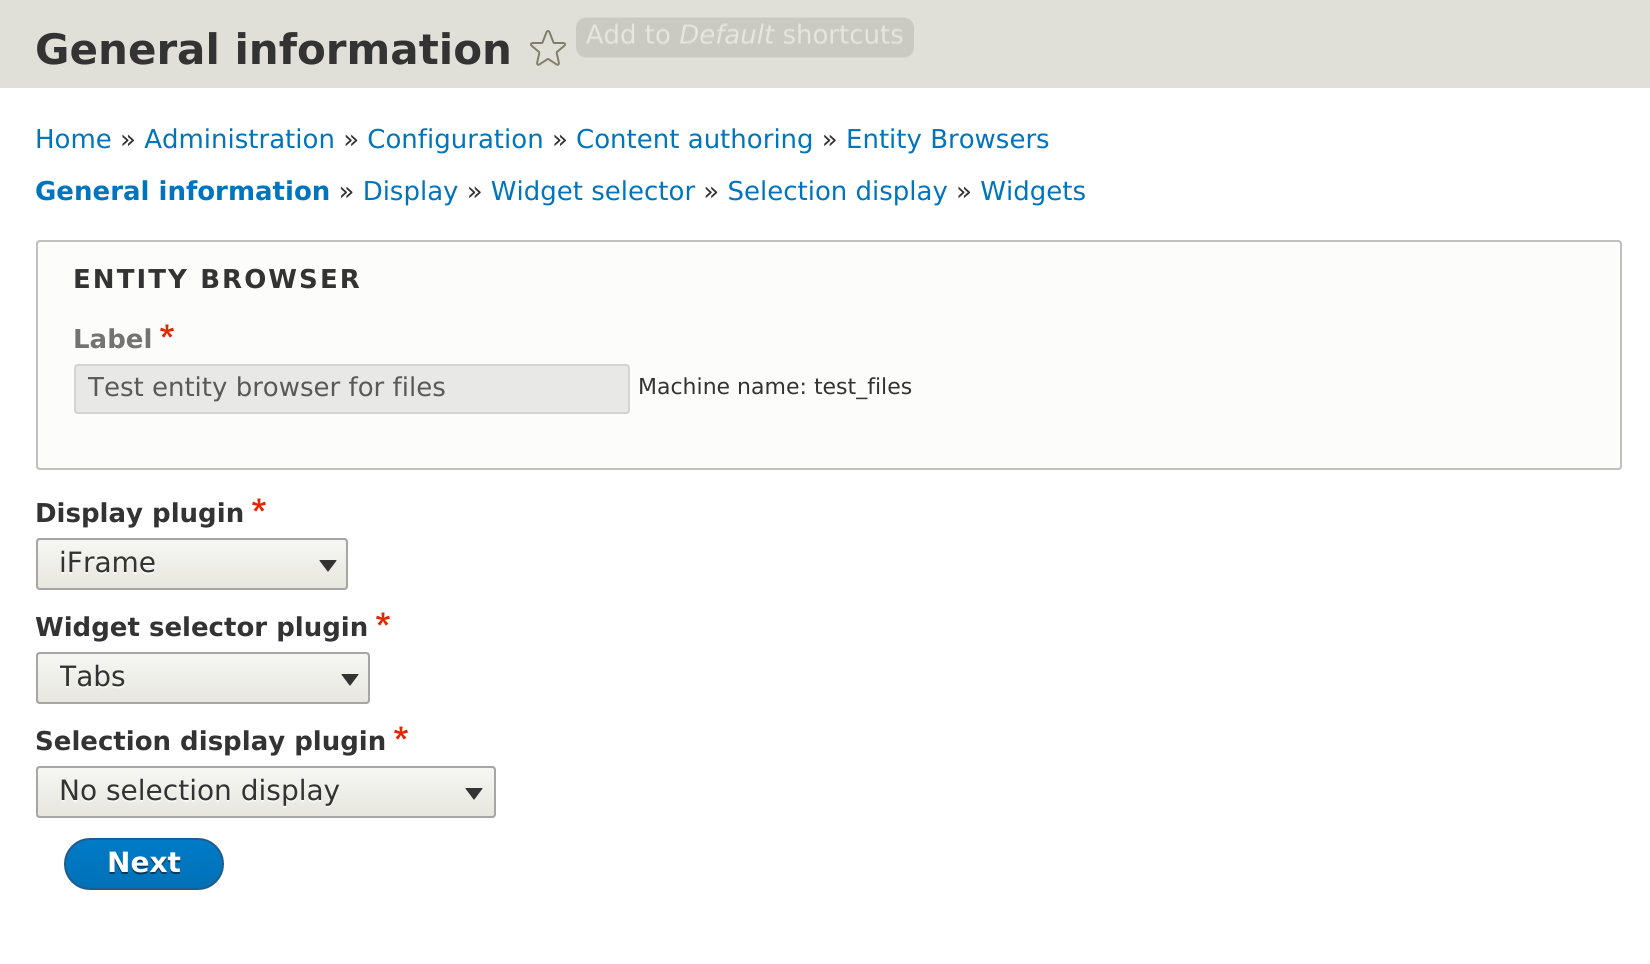 General information Add to Default shortcuts
Home » Administration » Configuration » Content authoring » Entity Browsers
General information » Display » Widget selector » Selection display » Widgets
ENTITY BROWSER
Label *
Test entity browser for files Machine name: test_files
Display plugin *
iFrame
Widget selector plugin *
Tabs
Selection display plugin *
No selection display
Next